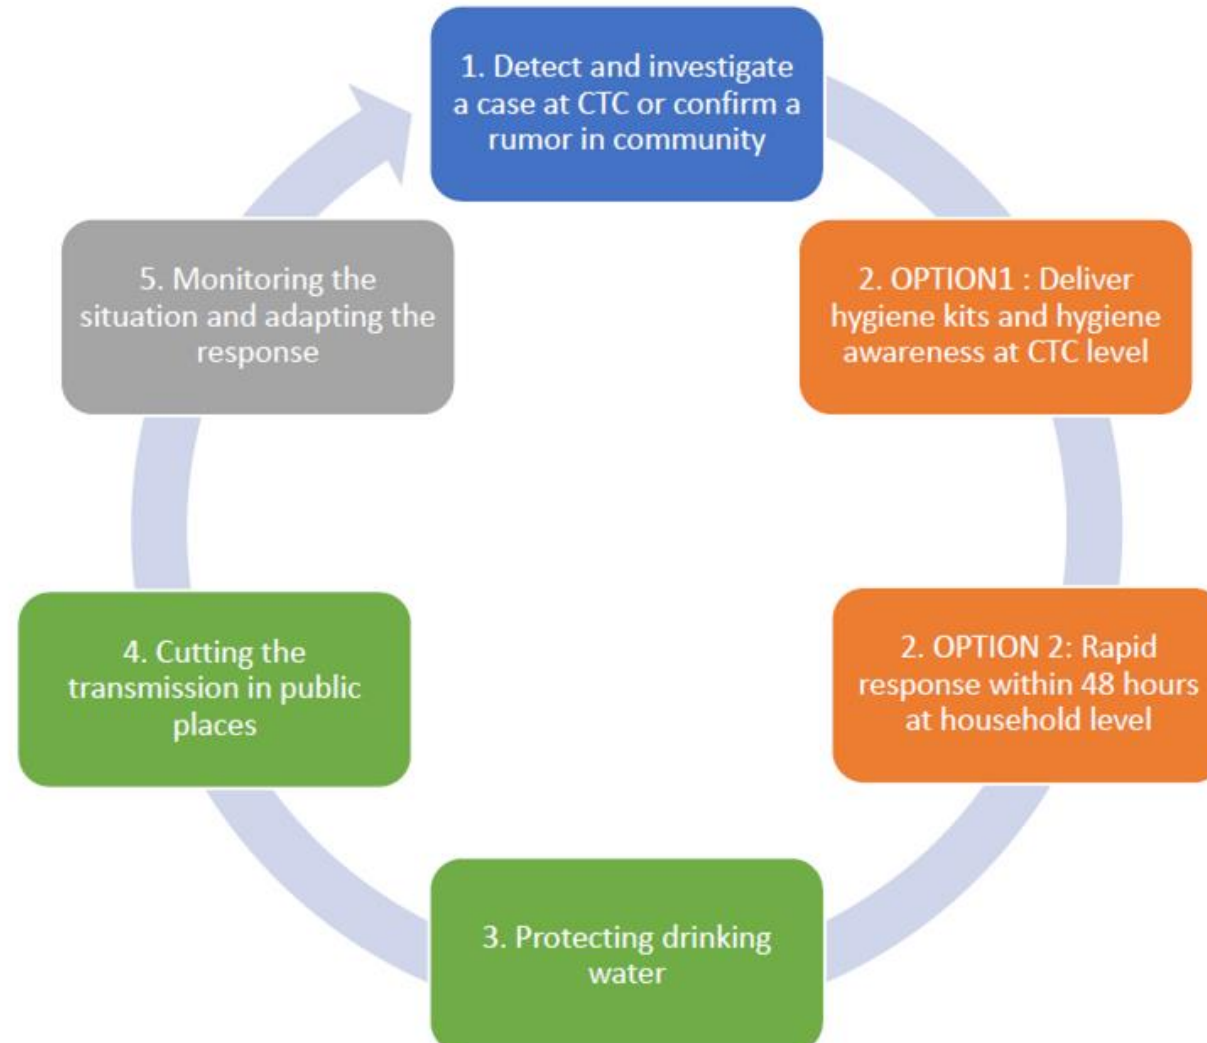 1. Detect and investigate
a case at CTC or confirm a
rumor in community
2. OPTION1 : Deliver
hygiene kits and hygiene
awareness at CTC level
2. OPTION 2: Rapid
response within 48 hours
at household level
3. Protecting drinking
water
4. Cutting the
transmission in public
places
5. Monitoring the
situation and adapting the
response